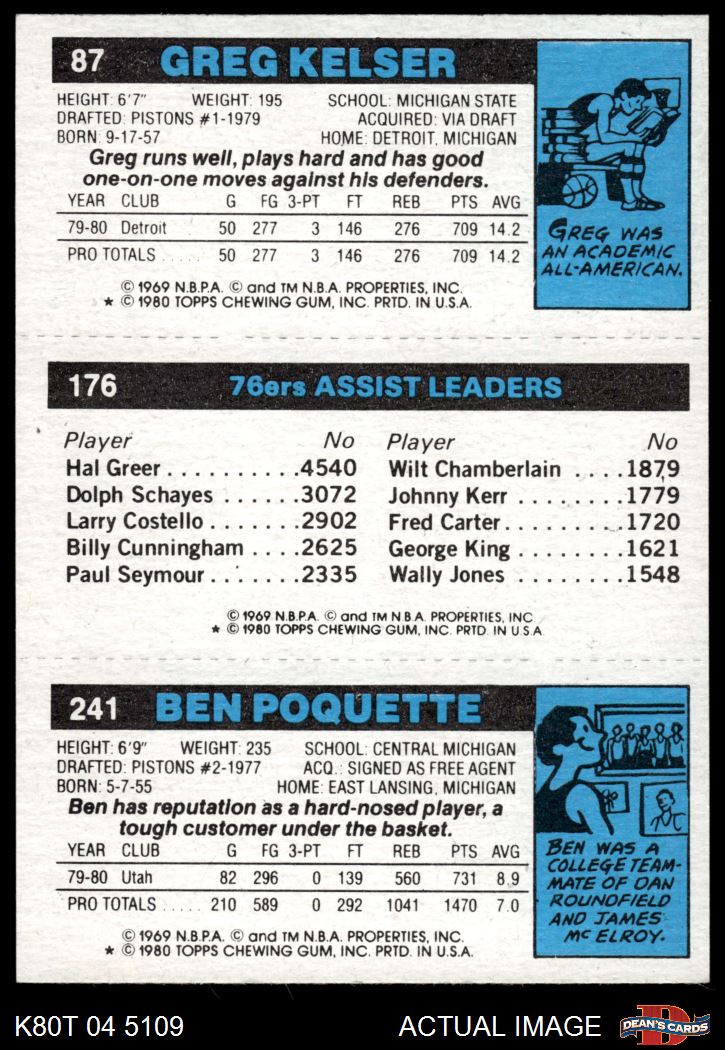 87 GREG KELSER
HEIGHT: 6'7" WEIGHT: 195 SCHOOL: MICHIGAN STATE
DRAFTED: PISTONS #1-1979 ACQUIRED: VIA DRAFT
BORN: 9-17-57 HOME: DETROIT, MICHIGAN
Greg runs well, plays hard and has good
one-on-one moves against his defenders.
YEAR CLUB G FG 3-PT FT REB PTS AVG
79-80 Detroit 50 277 3 146 276 709 14.2
PRO TOTALS ..... 50 277 3 146 276 709 14.2
© 1969 N.B.P.A. © and TM N.B.A. PROPERTIES, INC.
★ © 1980 TOPPS CHEWING GUM, INC. PRTD. IN U.S.A.
GREG WAS
AN ACADEMIC
ALL-AMERICAN.
176 76ers ASSIST LEADERS
Player No Player No
Hal Greer..........4540 Wilt Chamberlain ....1879
Dolph Schayes ......3072 Johnny Kerr ........1779
Larry Costello.......2902 Fred Carter.........1720
Billy Cunningham ....2625 George King.........1621
Paul Seymour.......2335 Wally Jones ........1548
© 1969 N.B.P.A. © and TM N.B.A. PROPERTIES, INC.
★ © 1980 TOPPS CHEWING GUM, INC. PRTD. IN U.S.A.
241 BEN POQUETTE
HEIGHT: 6'9" WEIGHT: 235 SCHOOL: CENTRAL MICHIGAN
DRAFTED: PISTONS #2-1977 ACQ.: SIGNED AS FREE AGENT
BORN: 5-7-55 HOME: EAST LANSING, MICHIGAN
Ben has reputation as a hard-nosed player, a
tough customer under the basket.
YEAR CLUB G FG 3-PT FT REB PTS AVG
79-80 Utah 82 296 0 139 560 731 8.9
PRO TOTALS ..... 210 589 0 292 1041 1470 7.0
© 1969 N.B.P.A. © and TM N.B.A. PROPERTIES, INC.
★ © 1980 TOPPS CHEWING GUM, INC. PRTD. IN U.S.A.
BEN WAS A
COLLEGE TEAM-
MATE OF DAN
ROUNDFIELD
AND JAMES
McELROY.
K80T 04 5109 ACTUAL IMAGE D DEAN'S CARDS